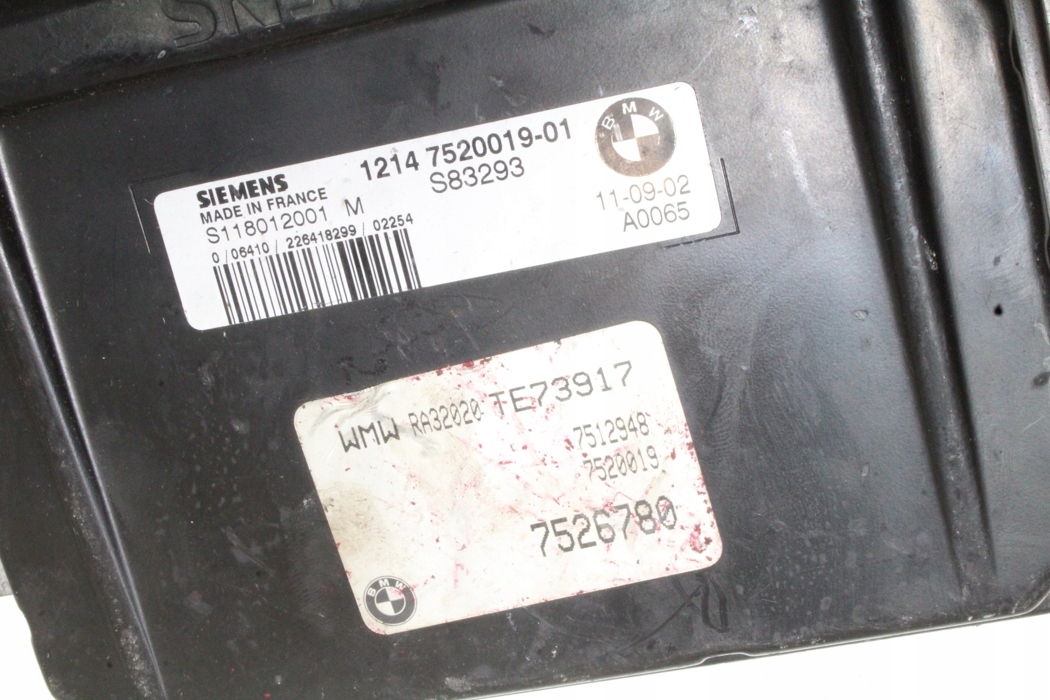 SIEMENS 1214 7520019-01 BMW
MADE IN FRANCE S83293
S118012001 M 11-09-02
A0065
0/06410/226418299/02254
WMW RA32020 TE73917
7512948
7520019
7526780
BMW